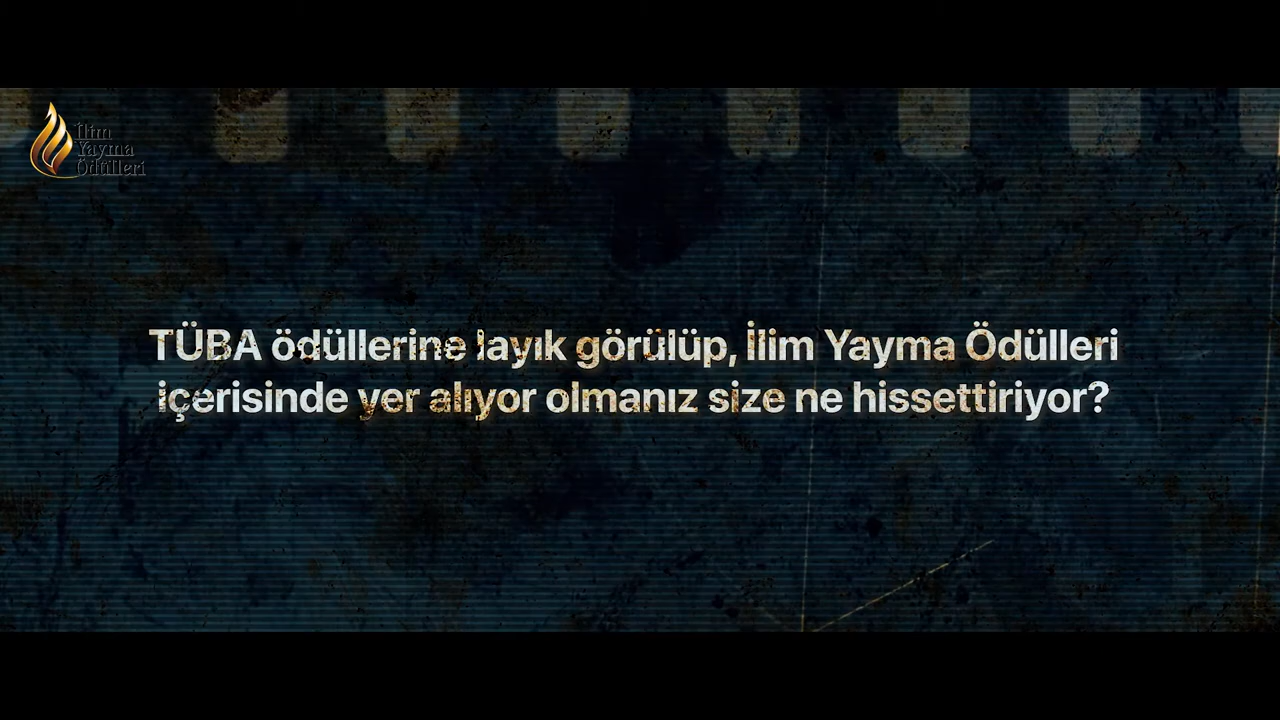 İlim
Yayma
Ödülleri
TÜBA ödüllerine layık görülüp, İlim Yayma Ödülleri
içerisinde yer alıyor olmanız size ne hissettiriyor?